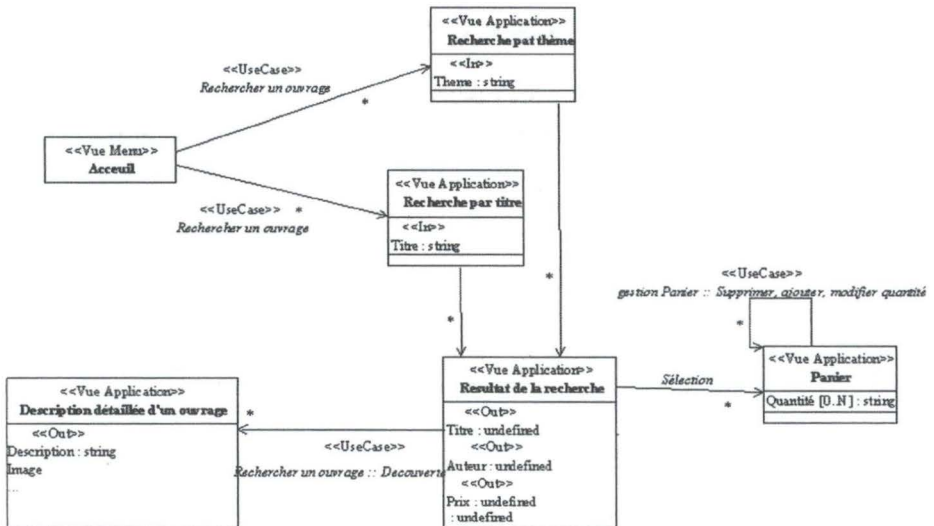 <<Vue Application>>
Recherche pat thème
<<In>>
Theme : string
<<UseCase>>
Rechercher un ouvrage
*
<<Vue Menu>>
Acceuil
<<Vue Application>>
Recherche par titre
<<In>>
Titre : string
<<UseCase>> *
Rechercher un ouvrage
*
*
<<UseCase>>
gestion Panier :: Supprimer, ajouter, modifier quantité
*
<<Vue Application>>
Panier
Quantité [0..N] : string
<<Vue Application>>
Resultat de la recherche
<<Out>>
Titre : undefined
<<Out>>
Auteur : undefined
<<Out>>
Prix : undefined
: undefined
Sélection
*
<<Vue Application>>
Description détaillée d'un ouvrage
<<Out>>
Description : string
Image
...
*
<<UseCase>>
Rechercher un ouvrage :: Decouverte